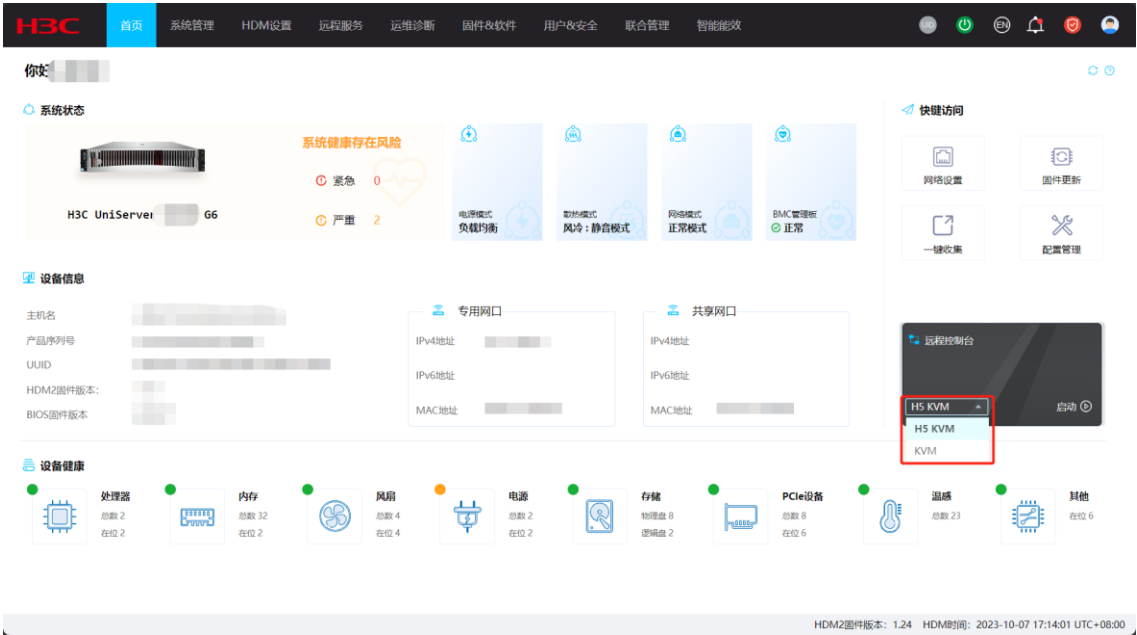 H3C 首页 系统管理 HDM设置 远程服务 运维诊断 固件&软件 用户&安全 联合管理 智能能效 UID EN
你好
系统状态
系统健康存在风险
紧急 0
严重 2
H3C UniServer G6
电源模式
负载均衡
散热模式
风冷：静音模式
网络模式
正常模式
BMC管理板
正常
快键访问
网络设置
固件更新
一键收集
配置管理
设备信息
主机名
产品序列号
UUID
HDM2固件版本:
BIOS固件版本
专用网口
IPv4地址
IPv6地址
MAC地址
共享网口
IPv4地址
IPv6地址
MAC地址
远程控制台
H5 KVM
启动
H5 KVM
KVM
设备健康
处理器
总数 2
在位 2
内存
总数 32
在位 2
风扇
总数 4
在位 4
电源
总数 2
在位 2
存储
物理盘 8
逻辑盘 2
PCIe设备
总数 8
在位 6
温感
总数 23
其他
在位 6
HDM2固件版本: 1.24 HDM时间: 2023-10-07 17:14:01 UTC+08:00